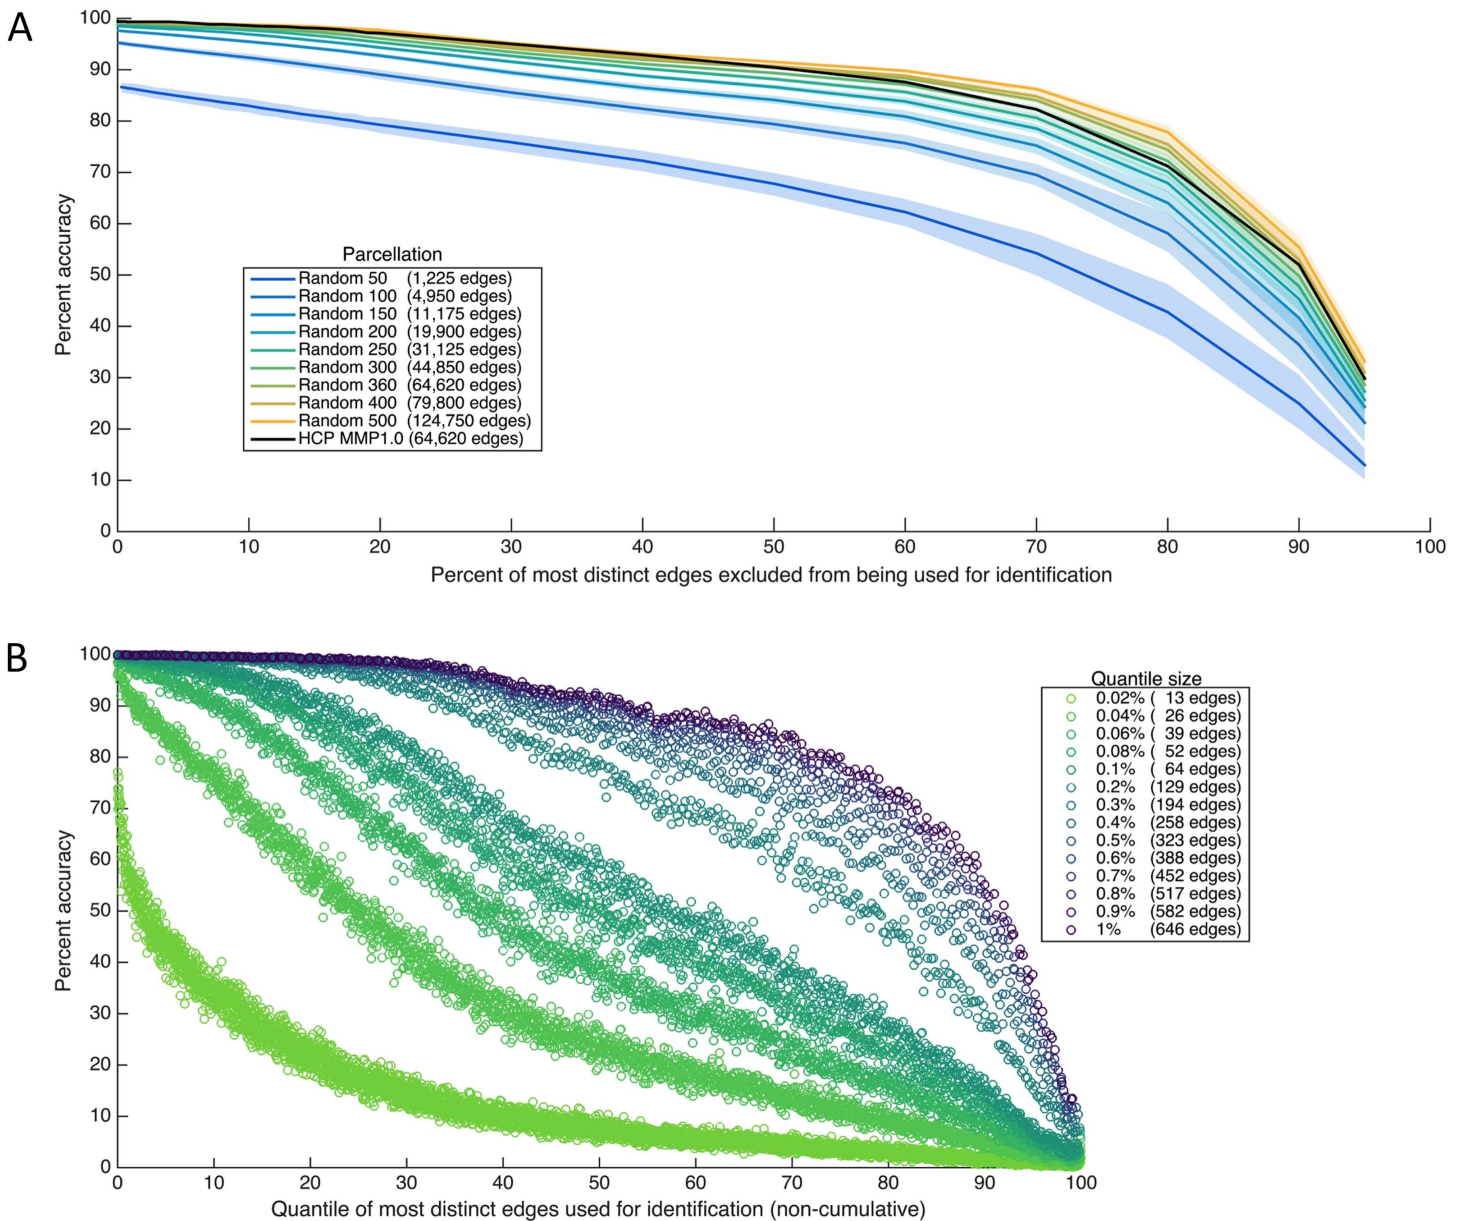 A
100
90
80
70
60
50
40
30
20
10
0
Percent accuracy
Parcellation
Random 50 (1,225 edges)
Random 100 (4,950 edges)
Random 150 (11,175 edges)
Random 200 (19,900 edges)
Random 250 (31,125 edges)
Random 300 (44,850 edges)
Random 360 (64,620 edges)
Random 400 (79,800 edges)
Random 500 (124,750 edges)
HCP MMP1.0 (64,620 edges)
0 10 20 30 40 50 60 70 80 90 100
Percent of most distinct edges excluded from being used for identification
B
100
90
80
70
60
50
40
30
20
10
0
Percent accuracy
Quantile size
0.02% ( 13 edges)
0.04% ( 26 edges)
0.06% ( 39 edges)
0.08% ( 52 edges)
0.1% ( 64 edges)
0.2% (129 edges)
0.3% (194 edges)
0.4% (258 edges)
0.5% (323 edges)
0.6% (388 edges)
0.7% (452 edges)
0.8% (517 edges)
0.9% (582 edges)
1% (646 edges)
0 10 20 30 40 50 60 70 80 90 100
Quantile of most distinct edges used for identification (non-cumulative)